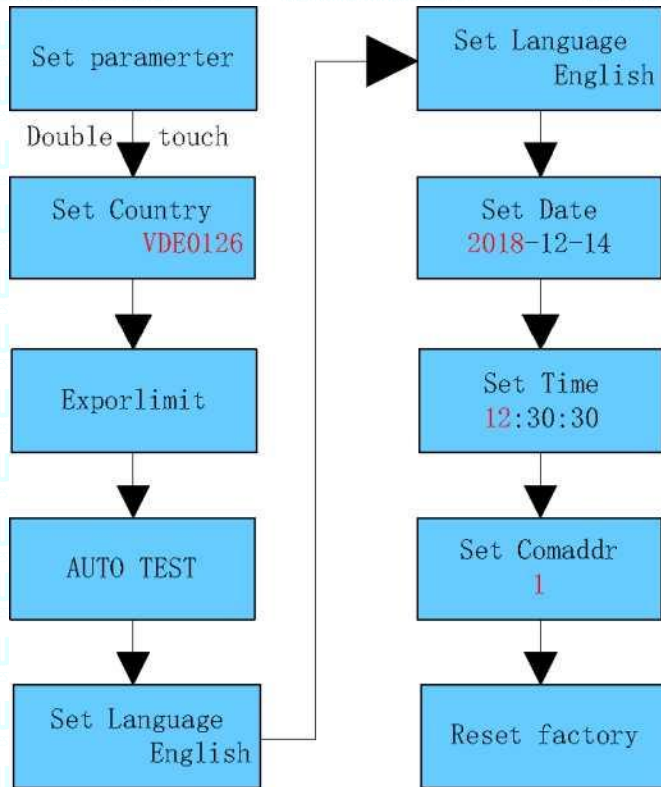 Set paramerter
Double touch
Set Country
VDE0126
Exporlimit
AUTO TEST
Set Language
English
Set Language
English
Set Date
2018-12-14
Set Time
12:30:30
Set Comaddr
1
Reset factory